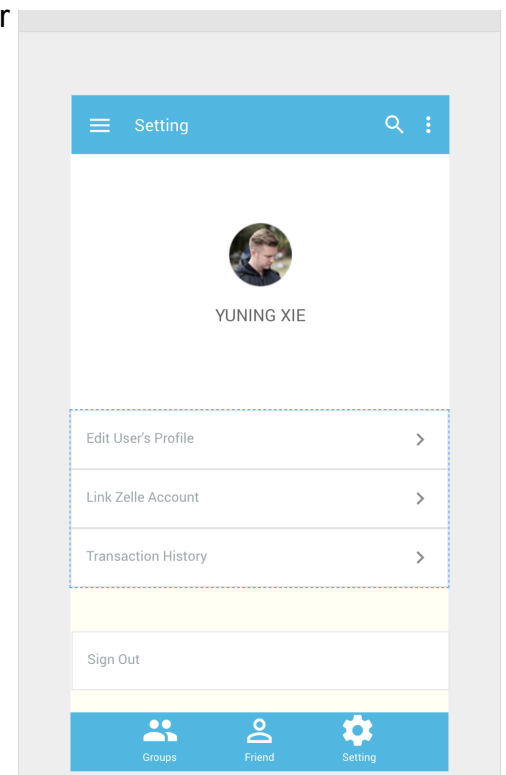 r
Setting
YUNING XIE
Edit User's Profile
Link Zelle Account
Transaction History
Sign Out
Groups Friend Setting